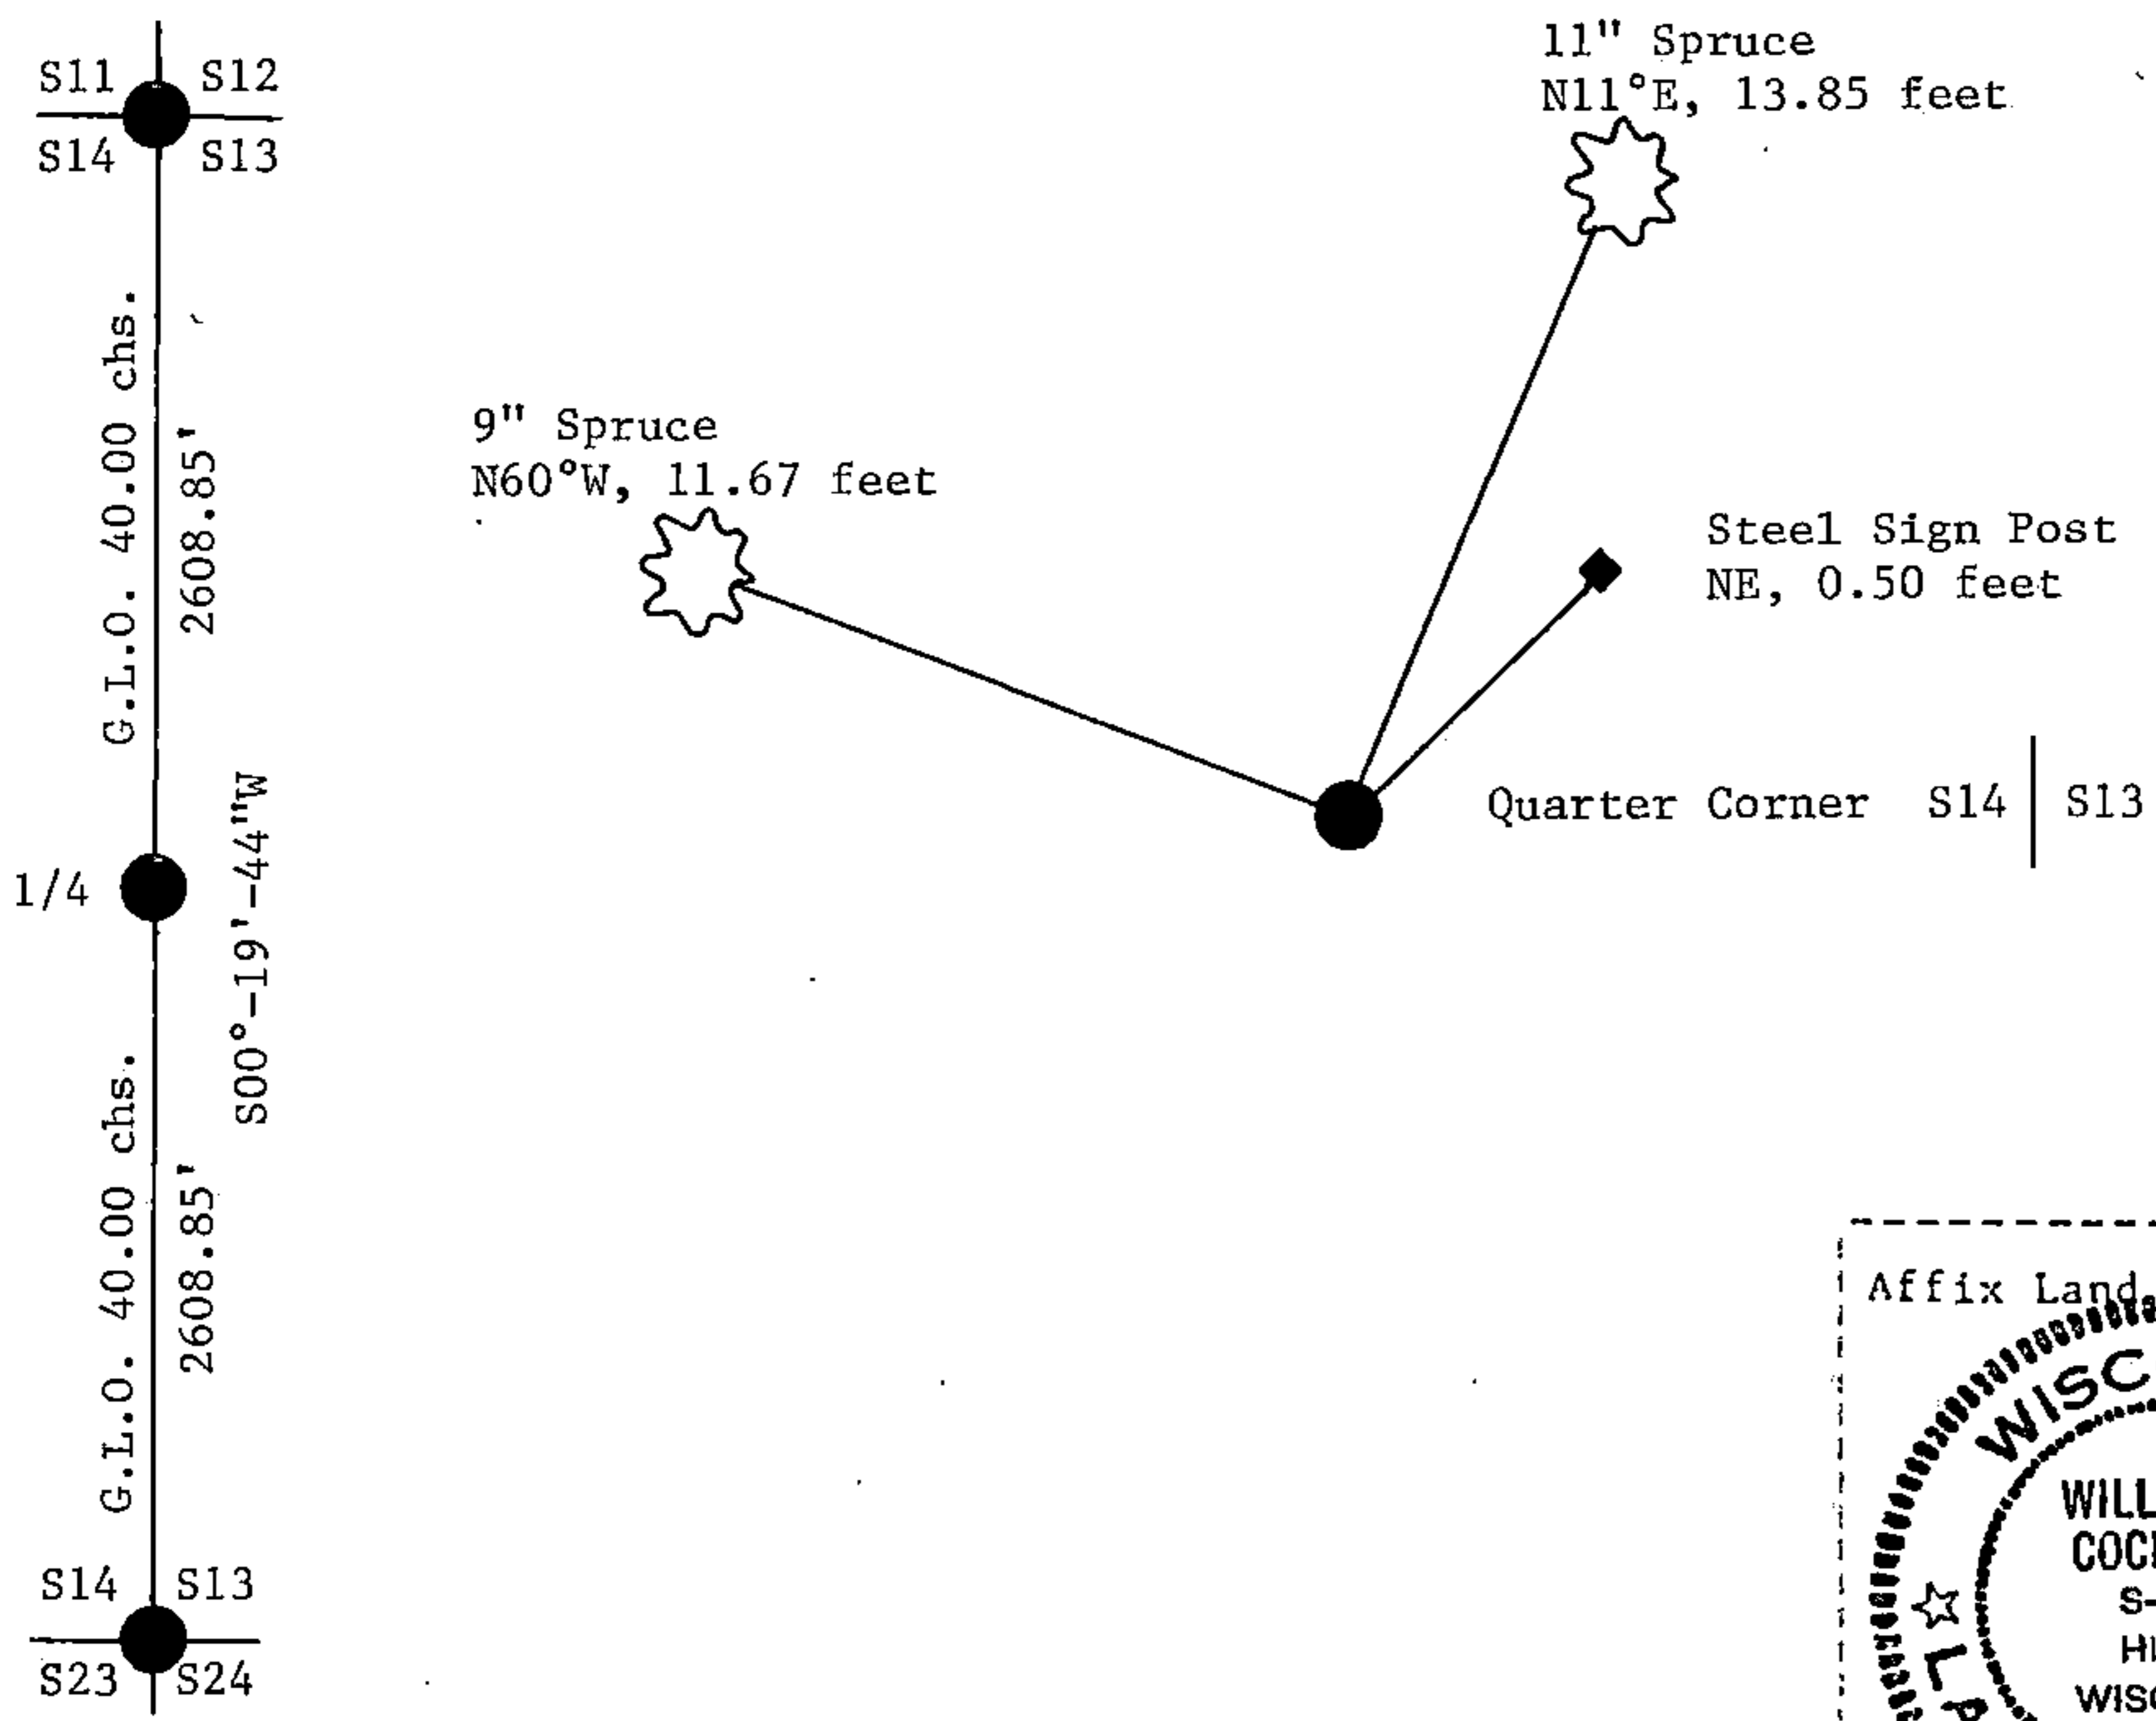 S11 S12
S14 S13
G.L.O. 40.00 chs.
2608.85'
1/4
S00°-19'-44"W
G.L.O. 40.00 chs.
2608.85'
S14 S13
S23 S24
11" Spruce
N11°E, 13.85 feet
9" Spruce
N60°W, 11.67 feet
Steel Sign Post
NE, 0.50 feet
Quarter Corner S14 | S13
Affix Land
WISC
WILL
S-
WISC